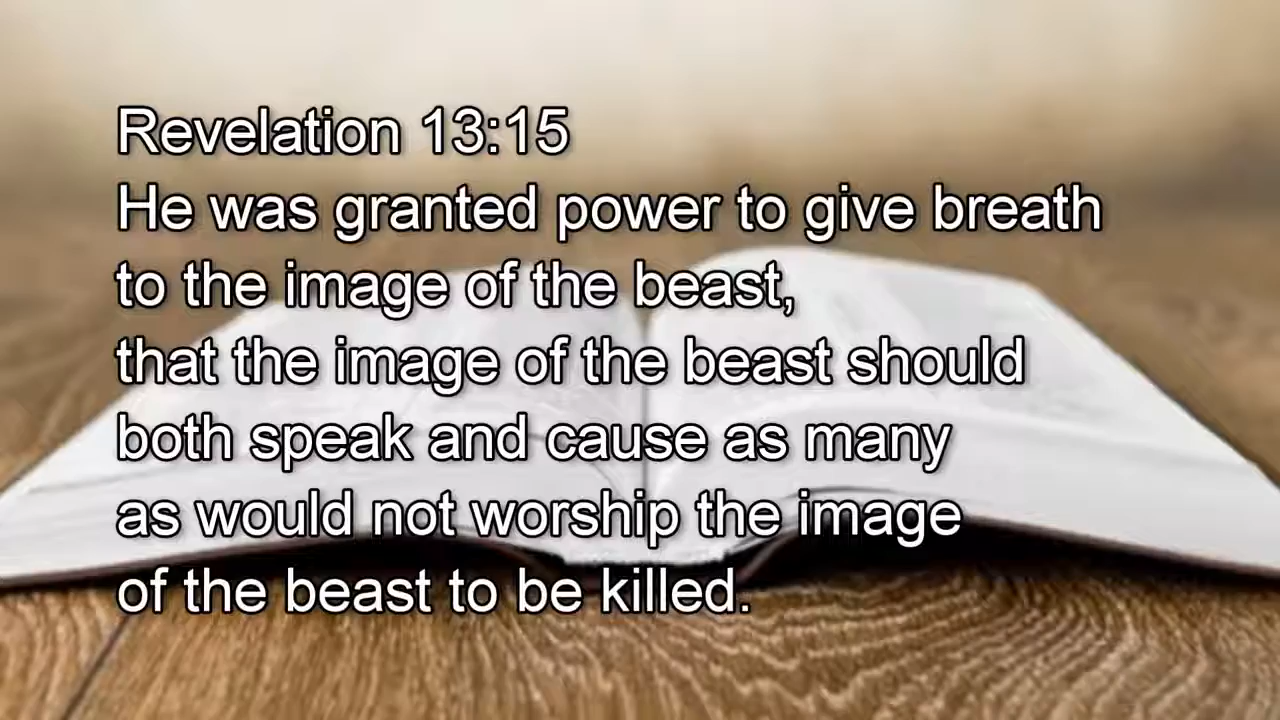 Revelation 13:15
He was granted power to give breath
to the image of the beast,
that the image of the beast should
both speak and cause as many
as would not worship the image
of the beast to be killed.